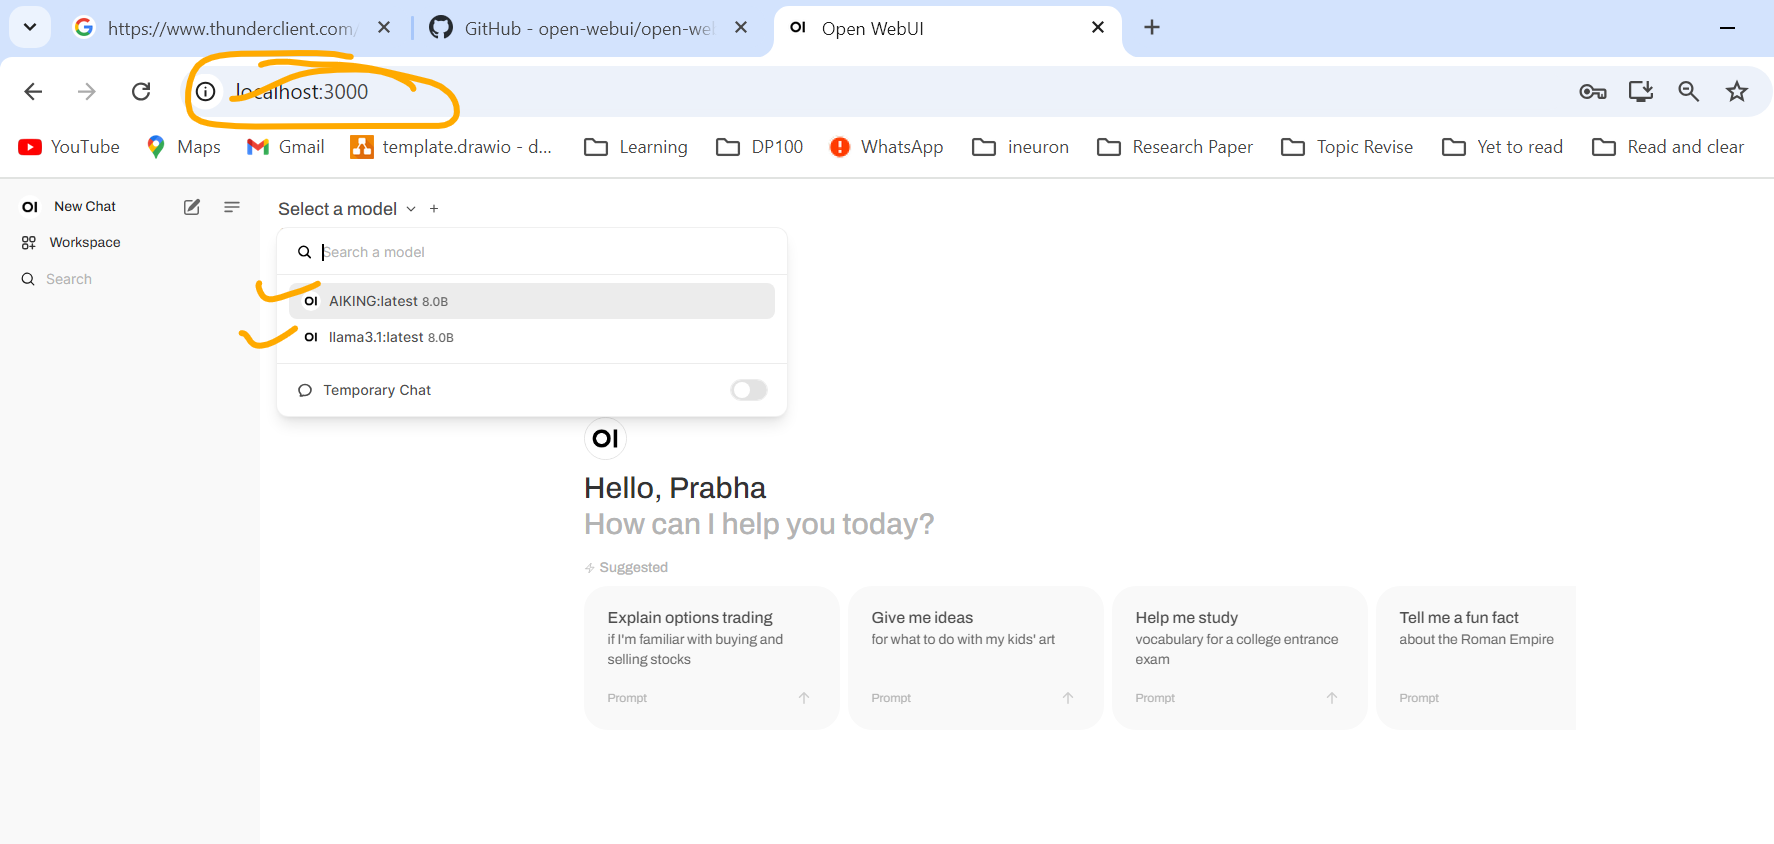 https://www.thunderclient.com/
GitHub - open-webui/open-wel
OI Open WebUI
localhost:3000
YouTube Maps Gmail template.drawio - d... Learning DP100 WhatsApp ineuron Research Paper Topic Revise Yet to read Read and clear
OI New Chat
Workspace
Search
Select a model
Search a model
OI AIKING:latest 8.0B
OI llama3.1:latest 8.0B
Temporary Chat
OI
Hello, Prabha
How can I help you today?
Suggested
Explain options trading
if I'm familiar with buying and
selling stocks
Prompt
Give me ideas
for what to do with my kids' art
Prompt
Help me study
vocabulary for a college entrance
exam
Prompt
Tell me a fun fact
about the Roman Empire
Prompt